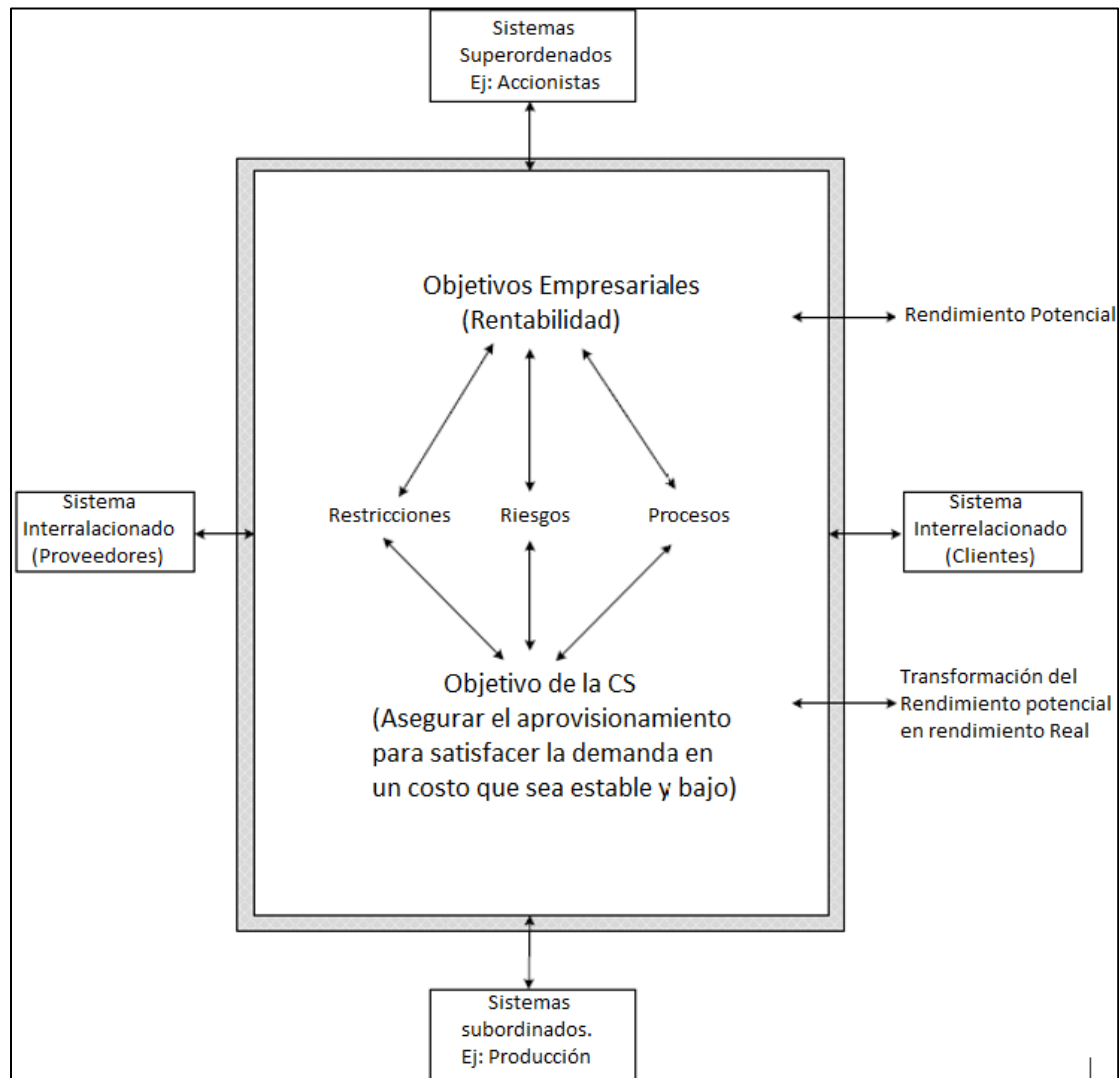 Sistemas
Superordenados
Ej: Accionistas
Objetivos Empresariales
(Rentabilidad)
Rendimiento Potencial
Sistema
Interralacionado
(Proveedores)
Restricciones
Riesgos
Procesos
Sistema
Interrelacionado
(Clientes)
Objetivo de la CS
(Asegurar el aprovisionamiento
para satisfacer la demanda en
un costo que sea estable y bajo)
Transformación del
Rendimiento potencial
en rendimiento Real
Sistemas
subordinados.
Ej: Producción